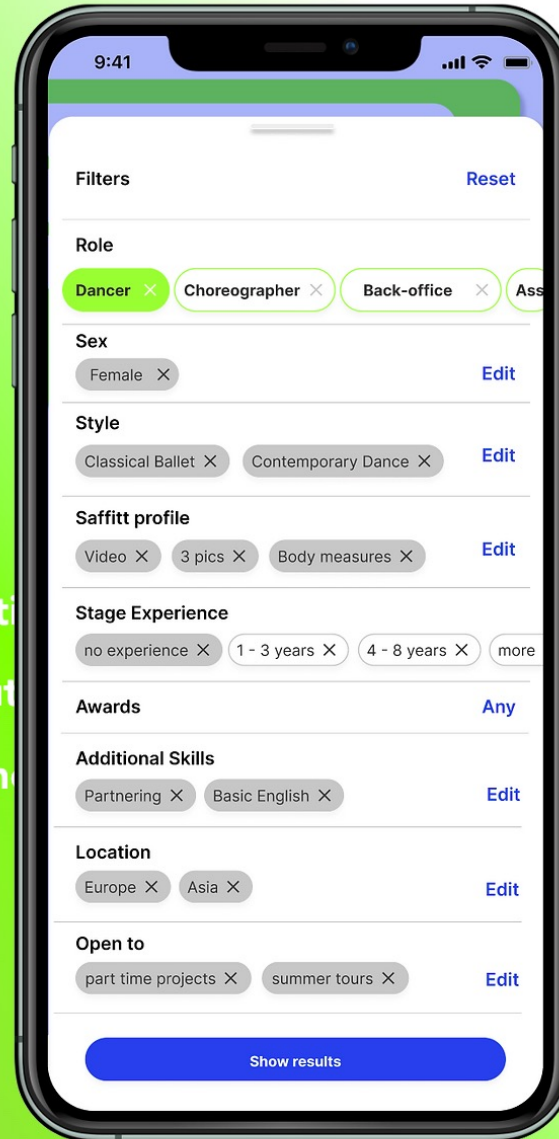 9:41
Filters Reset
Role
Dancer × Choreographer × Back-office × Ass
Sex
Female × Edit
Style
Classical Ballet × Contemporary Dance × Edit
Saffitt profile
Video × 3 pics × Body measures × Edit
Stage Experience
no experience × 1 - 3 years × 4 - 8 years × more
Awards Any
Additional Skills
Partnering × Basic English × Edit
Location
Europe × Asia × Edit
Open to
part time projects × summer tours × Edit
Show results